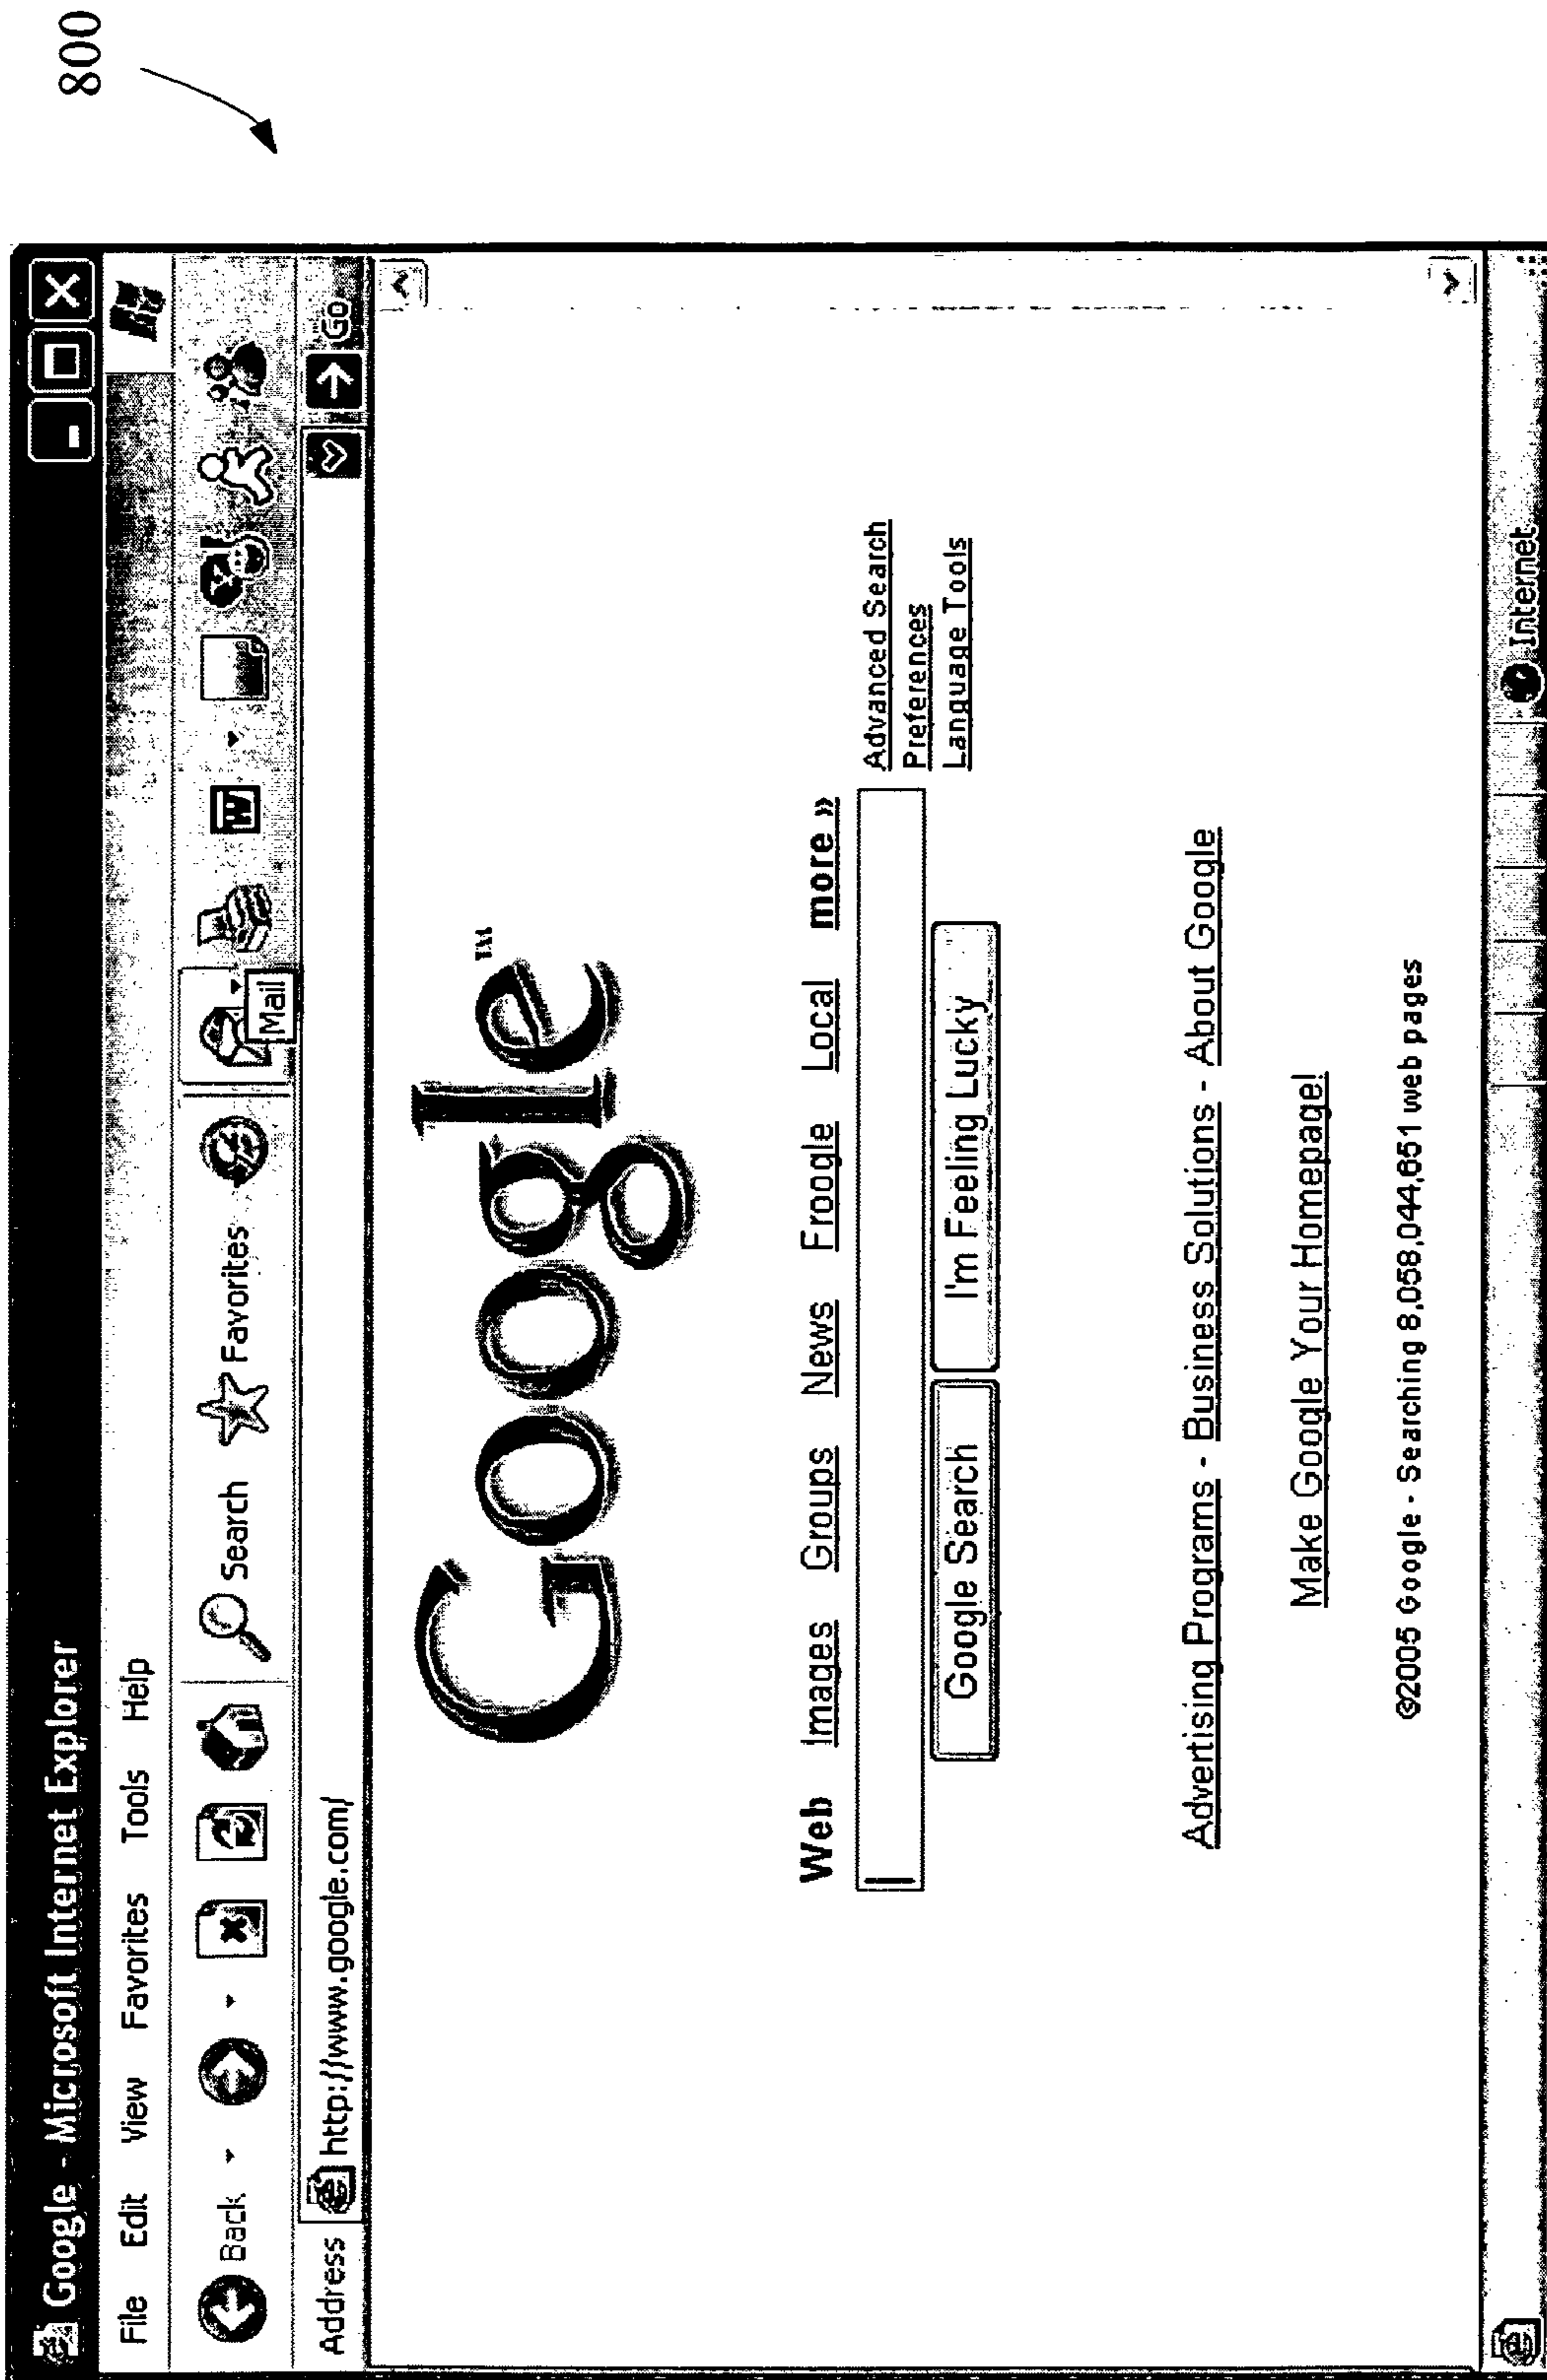 800
Google - Microsoft Internet Explorer
File Edit View Favorites Tools Help
Back Search Favorites
Mail
Address http://www.google.com/ Go
Google™
Web Images Groups News Froogle Local more »
Advanced Search
Preferences
Language Tools
Google Search I'm Feeling Lucky
Advertising Programs - Business Solutions - About Google
Make Google Your Homepage!
©2005 Google - Searching 8,058,044,651 web pages
Internet